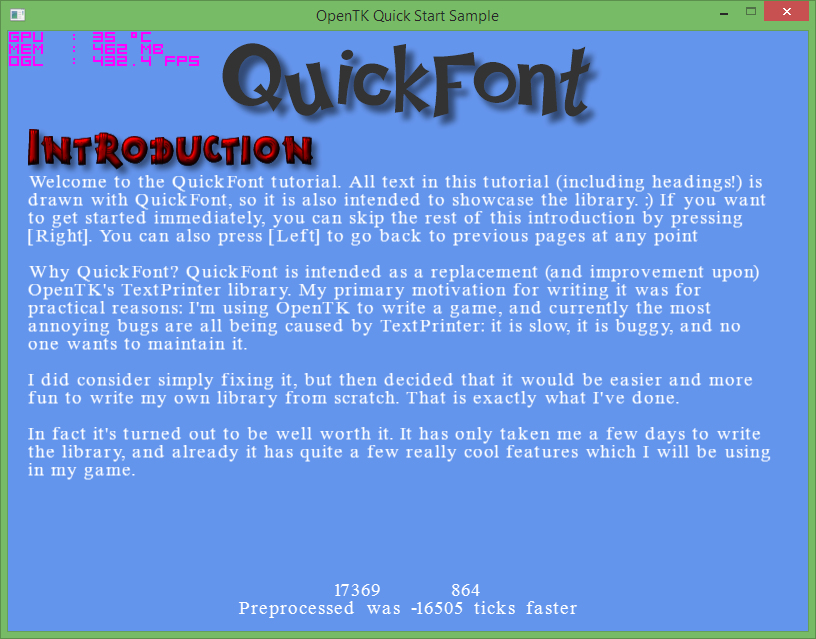 OpenTK Quick Start Sample
GPU : 35 °C
MEM : 462 MB
OGL : 432.4 FPS
QuickFont
Introduction
Welcome to the QuickFont tutorial. All text in this tutorial (including headings!) is
drawn with QuickFont, so it is also intended to showcase the library. :) If you want
to get started immediately, you can skip the rest of this introduction by pressing
[Right]. You can also press [Left] to go back to previous pages at any point
Why QuickFont? QuickFont is intended as a replacement (and improvement upon)
OpenTK's TextPrinter library. My primary motivation for writing it was for
practical reasons: I'm using OpenTK to write a game, and currently the most
annoying bugs are all being caused by TextPrinter: it is slow, it is buggy, and no
one wants to maintain it.
I did consider simply fixing it, but then decided that it would be easier and more
fun to write my own library from scratch. That is exactly what I've done.
In fact it's turned out to be well worth it. It has only taken me a few days to write
the library, and already it has quite a few really cool features which I will be using
in my game.
17369 864
Preprocessed was -16505 ticks faster